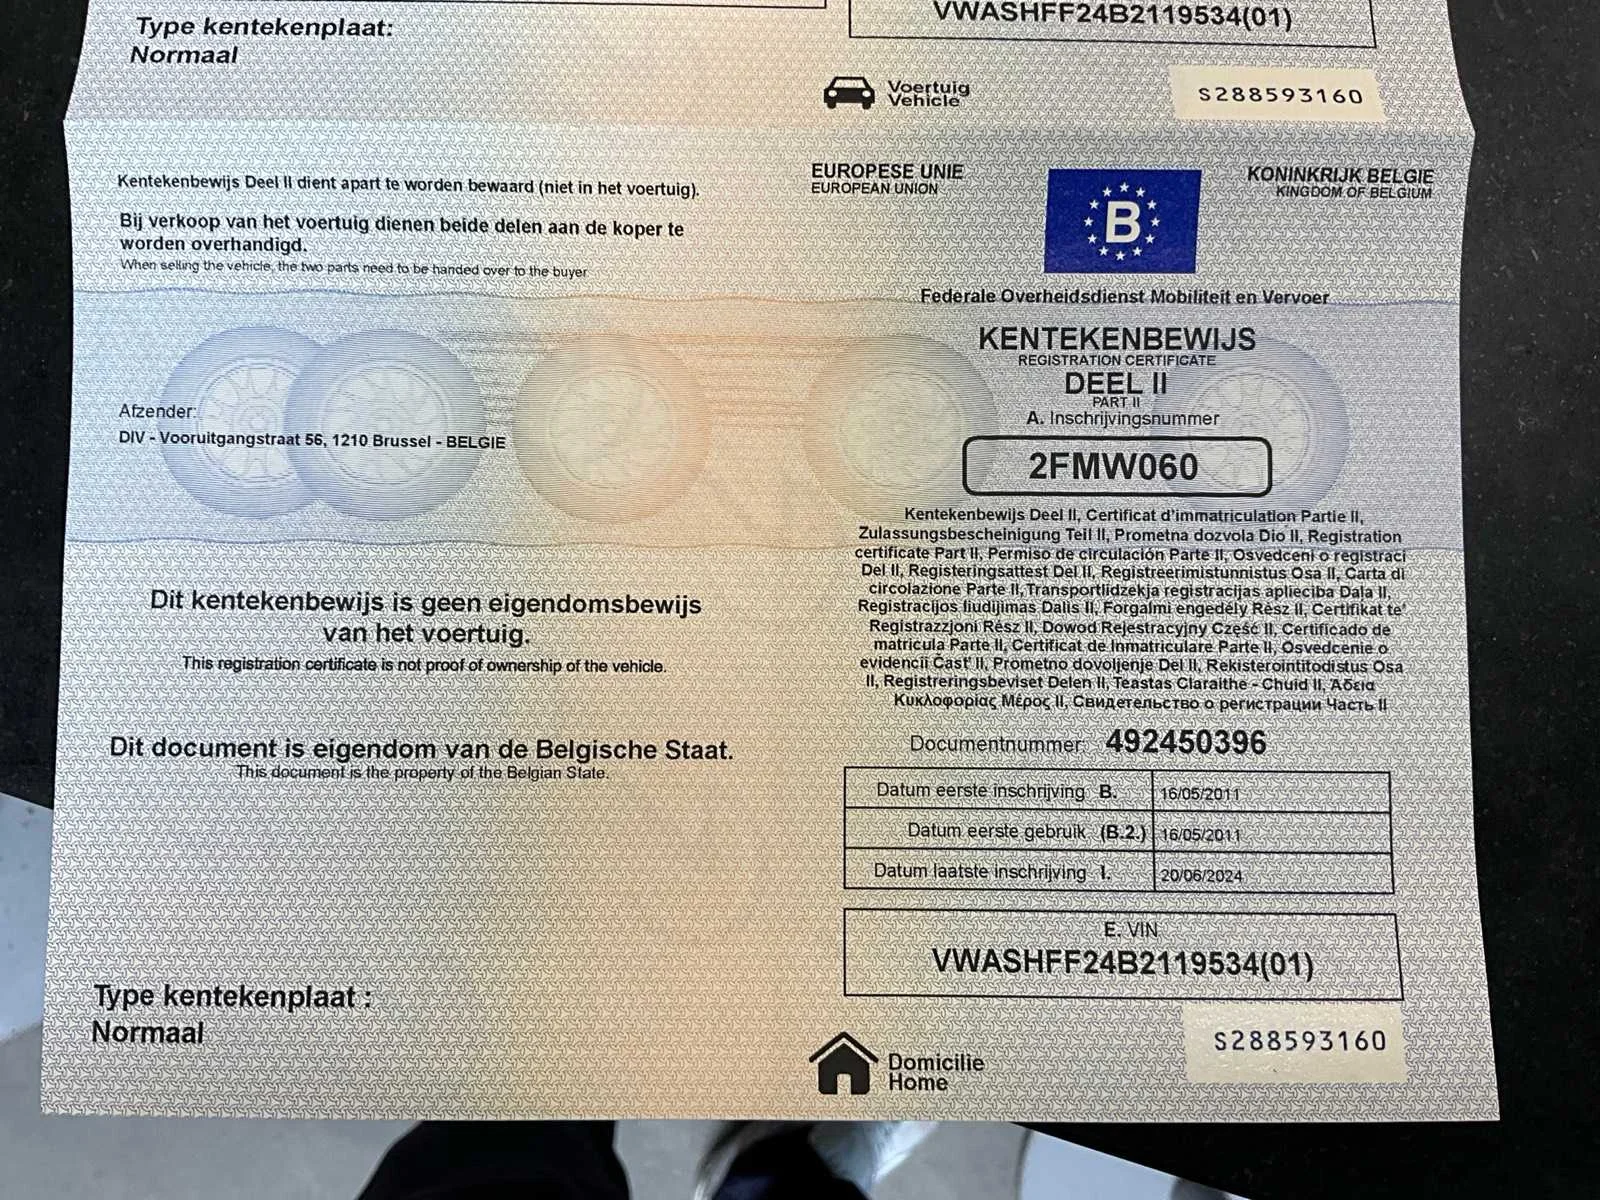 Type kentekenplaat:
Normaal
VWASHFF24B2119534(01)
Voertuig
Vehicle
S288593160
Kentekenbewijs Deel II dient apart te worden bewaard (niet in het voertuig).
Bij verkoop van het voertuig dienen beide delen aan de koper te
worden overhandigd.
When selling the vehicle, the two parts need to be handed over to the buyer
EUROPESE UNIE
EUROPEAN UNION
B
KONINKRIJK BELGIE
KINGDOM OF BELGIUM
Federale Overheidsdienst Mobiliteit en Vervoer
KENTEKENBEWIJS
REGISTRATION CERTIFICATE
DEEL II
PART II
A. Inschrijvingsnummer
2FMW060
Afzender:
DIV - Vooruitgangstraat 56, 1210 Brussel - BELGIE
Kentekenbewijs Deel II, Certificat d'immatriculation Partie II,
Zulassungsbescheinigung Teil II, Prometna dozvola Dio II, Registration
certificate Part II, Permiso de circulación Parte II, Osvedceni o registraci
Del II, Registeringsattest Del II, Registreerimistunnistus Osa II, Carta di
circolazione Parte II, Transportlidzekja registracijas aplieciba Dala II,
Registracijos liudijimas Dalis II, Forgalmi engedély Rész II, Certifikat te'
Registrazzjoni Rész II, Dowod Rejestracyjny Część II, Certificado de
matricula Parte II, Certificat de Inmatriculare Parte II, Osvedcenie o
evidencii Cast' II, Prometno dovoljenje Del II, Rekisterointitodistus Osa
II, Registreringsbeviset Delen II, Teastas Claraithe - Chuid II, Άδεια
Κυκλοφορίας Μέρος II, Свидетельство о регистрации Часть II
Dit kentekenbewijs is geen eigendomsbewijs
van het voertuig.
This registration certificate is not proof of ownership of the vehicle.
Dit document is eigendom van de Belgische Staat.
This document is the property of the Belgian State.
Documentnummer: 492450396
Datum eerste inschrijving B. 16/05/2011
Datum eerste gebruik (B.2.) 16/05/2011
Datum laatste inschrijving I. 20/06/2024
E. VIN
VWASHFF24B2119534(01)
Type kentekenplaat :
Normaal
Domicilie
Home
S288593160